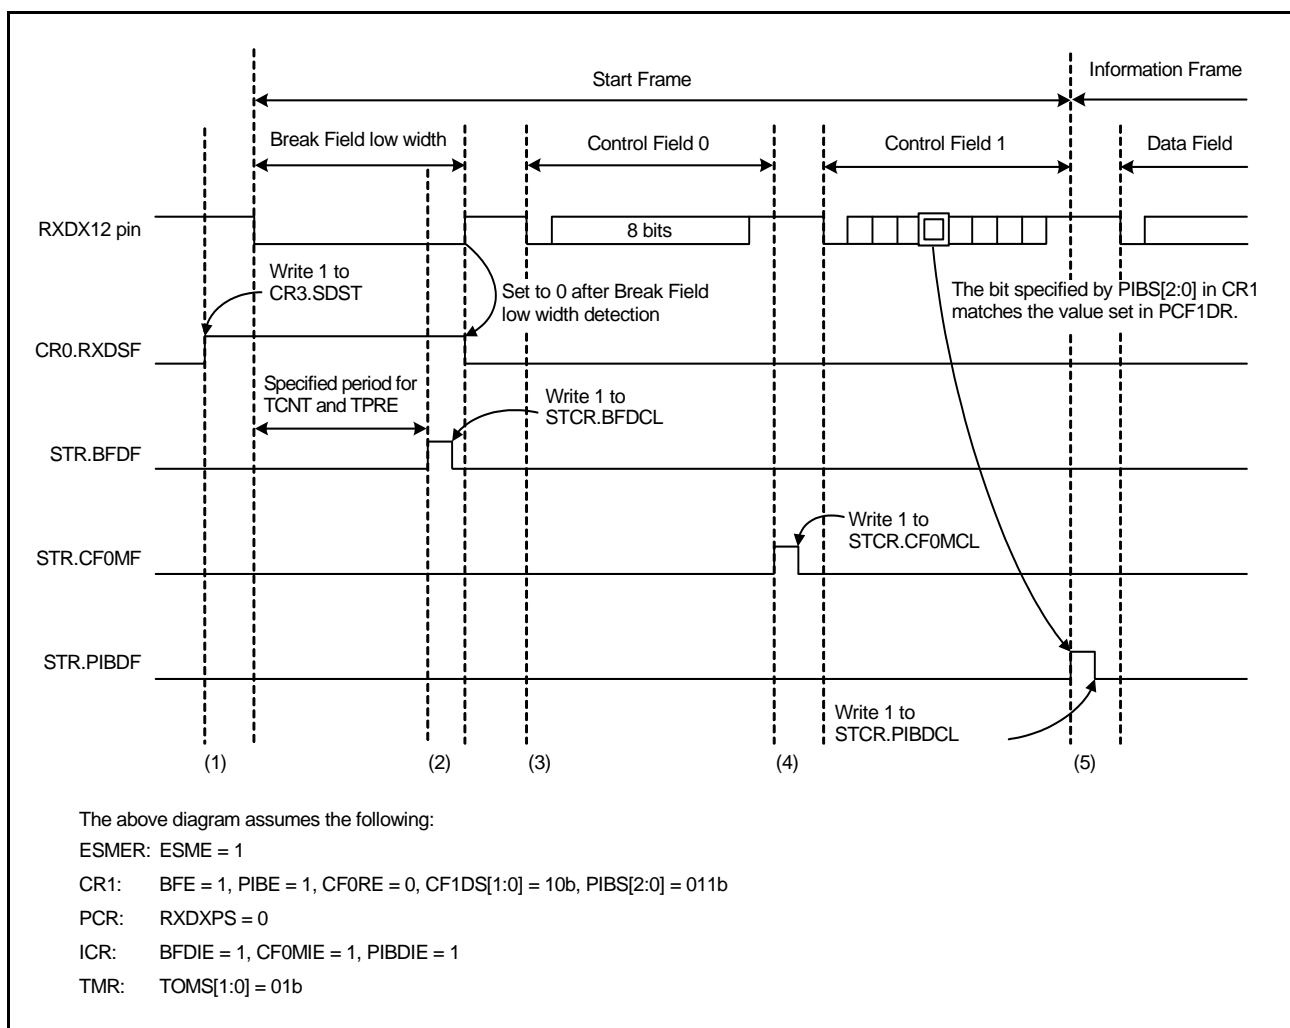 Start Frame
Information Frame
Break Field low width
Control Field 0
Control Field 1
Data Field
RXDX12 pin
8 bits
Write 1 to
CR3.SDST
Set to 0 after Break Field
low width detection
The bit specified by PIBS[2:0] in CR1
matches the value set in PCF1DR.
CR0.RXDSF
Specified period for
TCNT and TPRE
Write 1 to
STCR.BFDCL
STR.BFDF
Write 1 to
STCR.CF0MCL
STR.CF0MF
STR.PIBDF
Write 1 to
STCR.PIBDCL
(1)
(2)
(3)
(4)
(5)
The above diagram assumes the following:
ESMER: ESME = 1
CR1: BFE = 1, PIBE = 1, CF0RE = 0, CF1DS[1:0] = 10b, PIBS[2:0] = 011b
PCR: RXDXPS = 0
ICR: BFDIE = 1, CF0MIE = 1, PIBDIE = 1
TMR: TOMS[1:0] = 01b